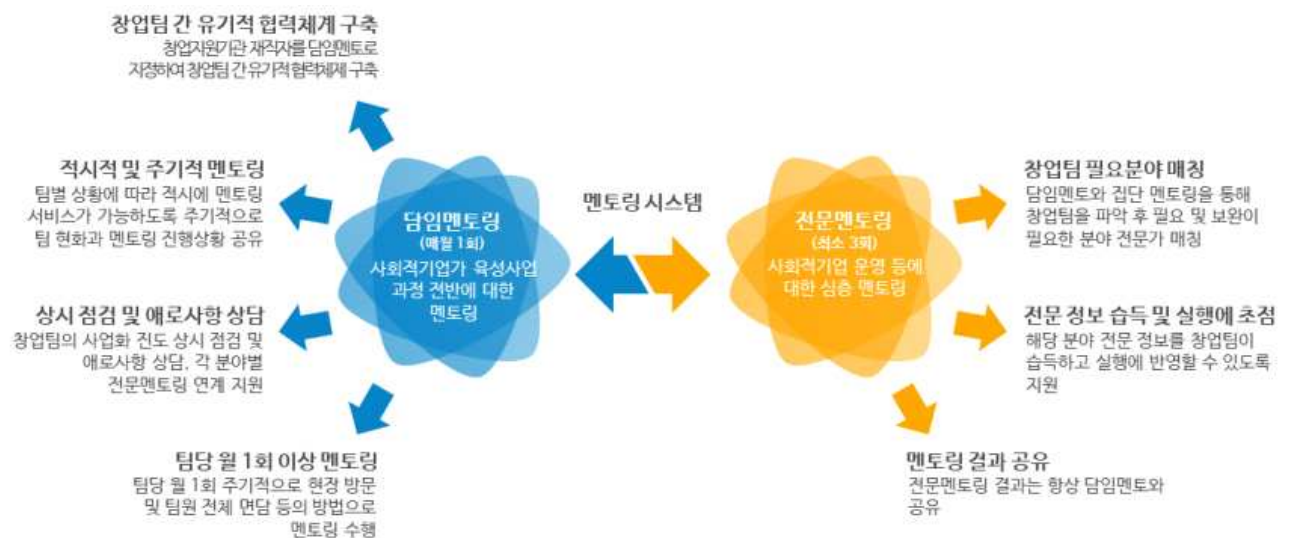 창업팀 간 유기적 협력체계 구축
창업지원기관 재직자를 담임멘토로
지정하여 창업팀 간 유기적 협력체제 구축
적시적 및 주기적 멘토링
팀별 상황에 따라 적시에 멘토링
서비스가 가능하도록 주기적으로
팀 현화과 멘토링 진행상황 공유
상시 점검 및 애로사항 상담
창업팀의 사업화 진도 상시 점검 및
애로사항 상담, 각 분야별
전문멘토링 연계 지원
팀당 월 1회 이상 멘토링
팀당 월 1회 주기적으로 현장 방문
및 팀원 전체 면담 등의 방법으로
멘토링 수행
담임멘토링
(매월 1회)
사회적기업가 육성사업
과정 전반에 대한
멘토링
멘토링 시스템
전문멘토링
(최소 3회)
사회적기업 운영 등에
대한 심층 멘토링
창업팀 필요분야 매칭
담임멘토와 집단 멘토링을 통해
창업팀을 파악 후 필요 및 보완이
필요한 분야 전문가 매칭
전문 정보 습득 및 실행에 초점
해당 분야 전문 정보를 창업팀이
습득하고 실행에 반영할 수 있도록
지원
멘토링 결과 공유
전문멘토링 결과는 항상 담임멘토와
공유